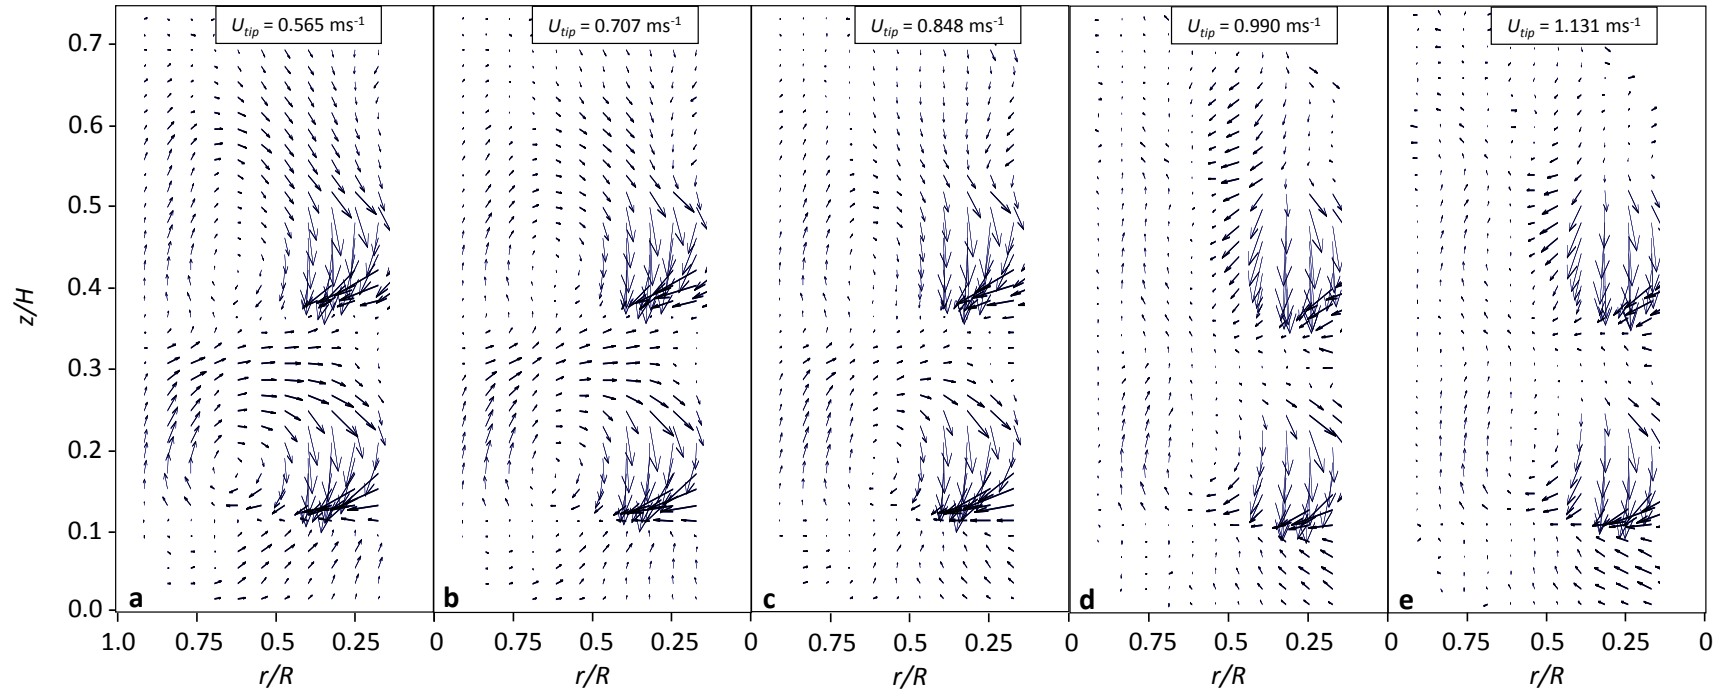 U_tip = 0.565 ms⁻¹
U_tip = 0.707 ms⁻¹
U_tip = 0.848 ms⁻¹
U_tip = 0.990 ms⁻¹
U_tip = 1.131 ms⁻¹
0.7
0.6
0.5
0.4
0.3
0.2
0.1
0.0
z/H
a
b
c
d
e
1.0 0.75 0.5 0.25 0 0.75 0.5 0.25 0 0.75 0.5 0.25 0 0.75 0.5 0.25 0 0.75 0.5 0.25 0
r/R r/R r/R r/R r/R